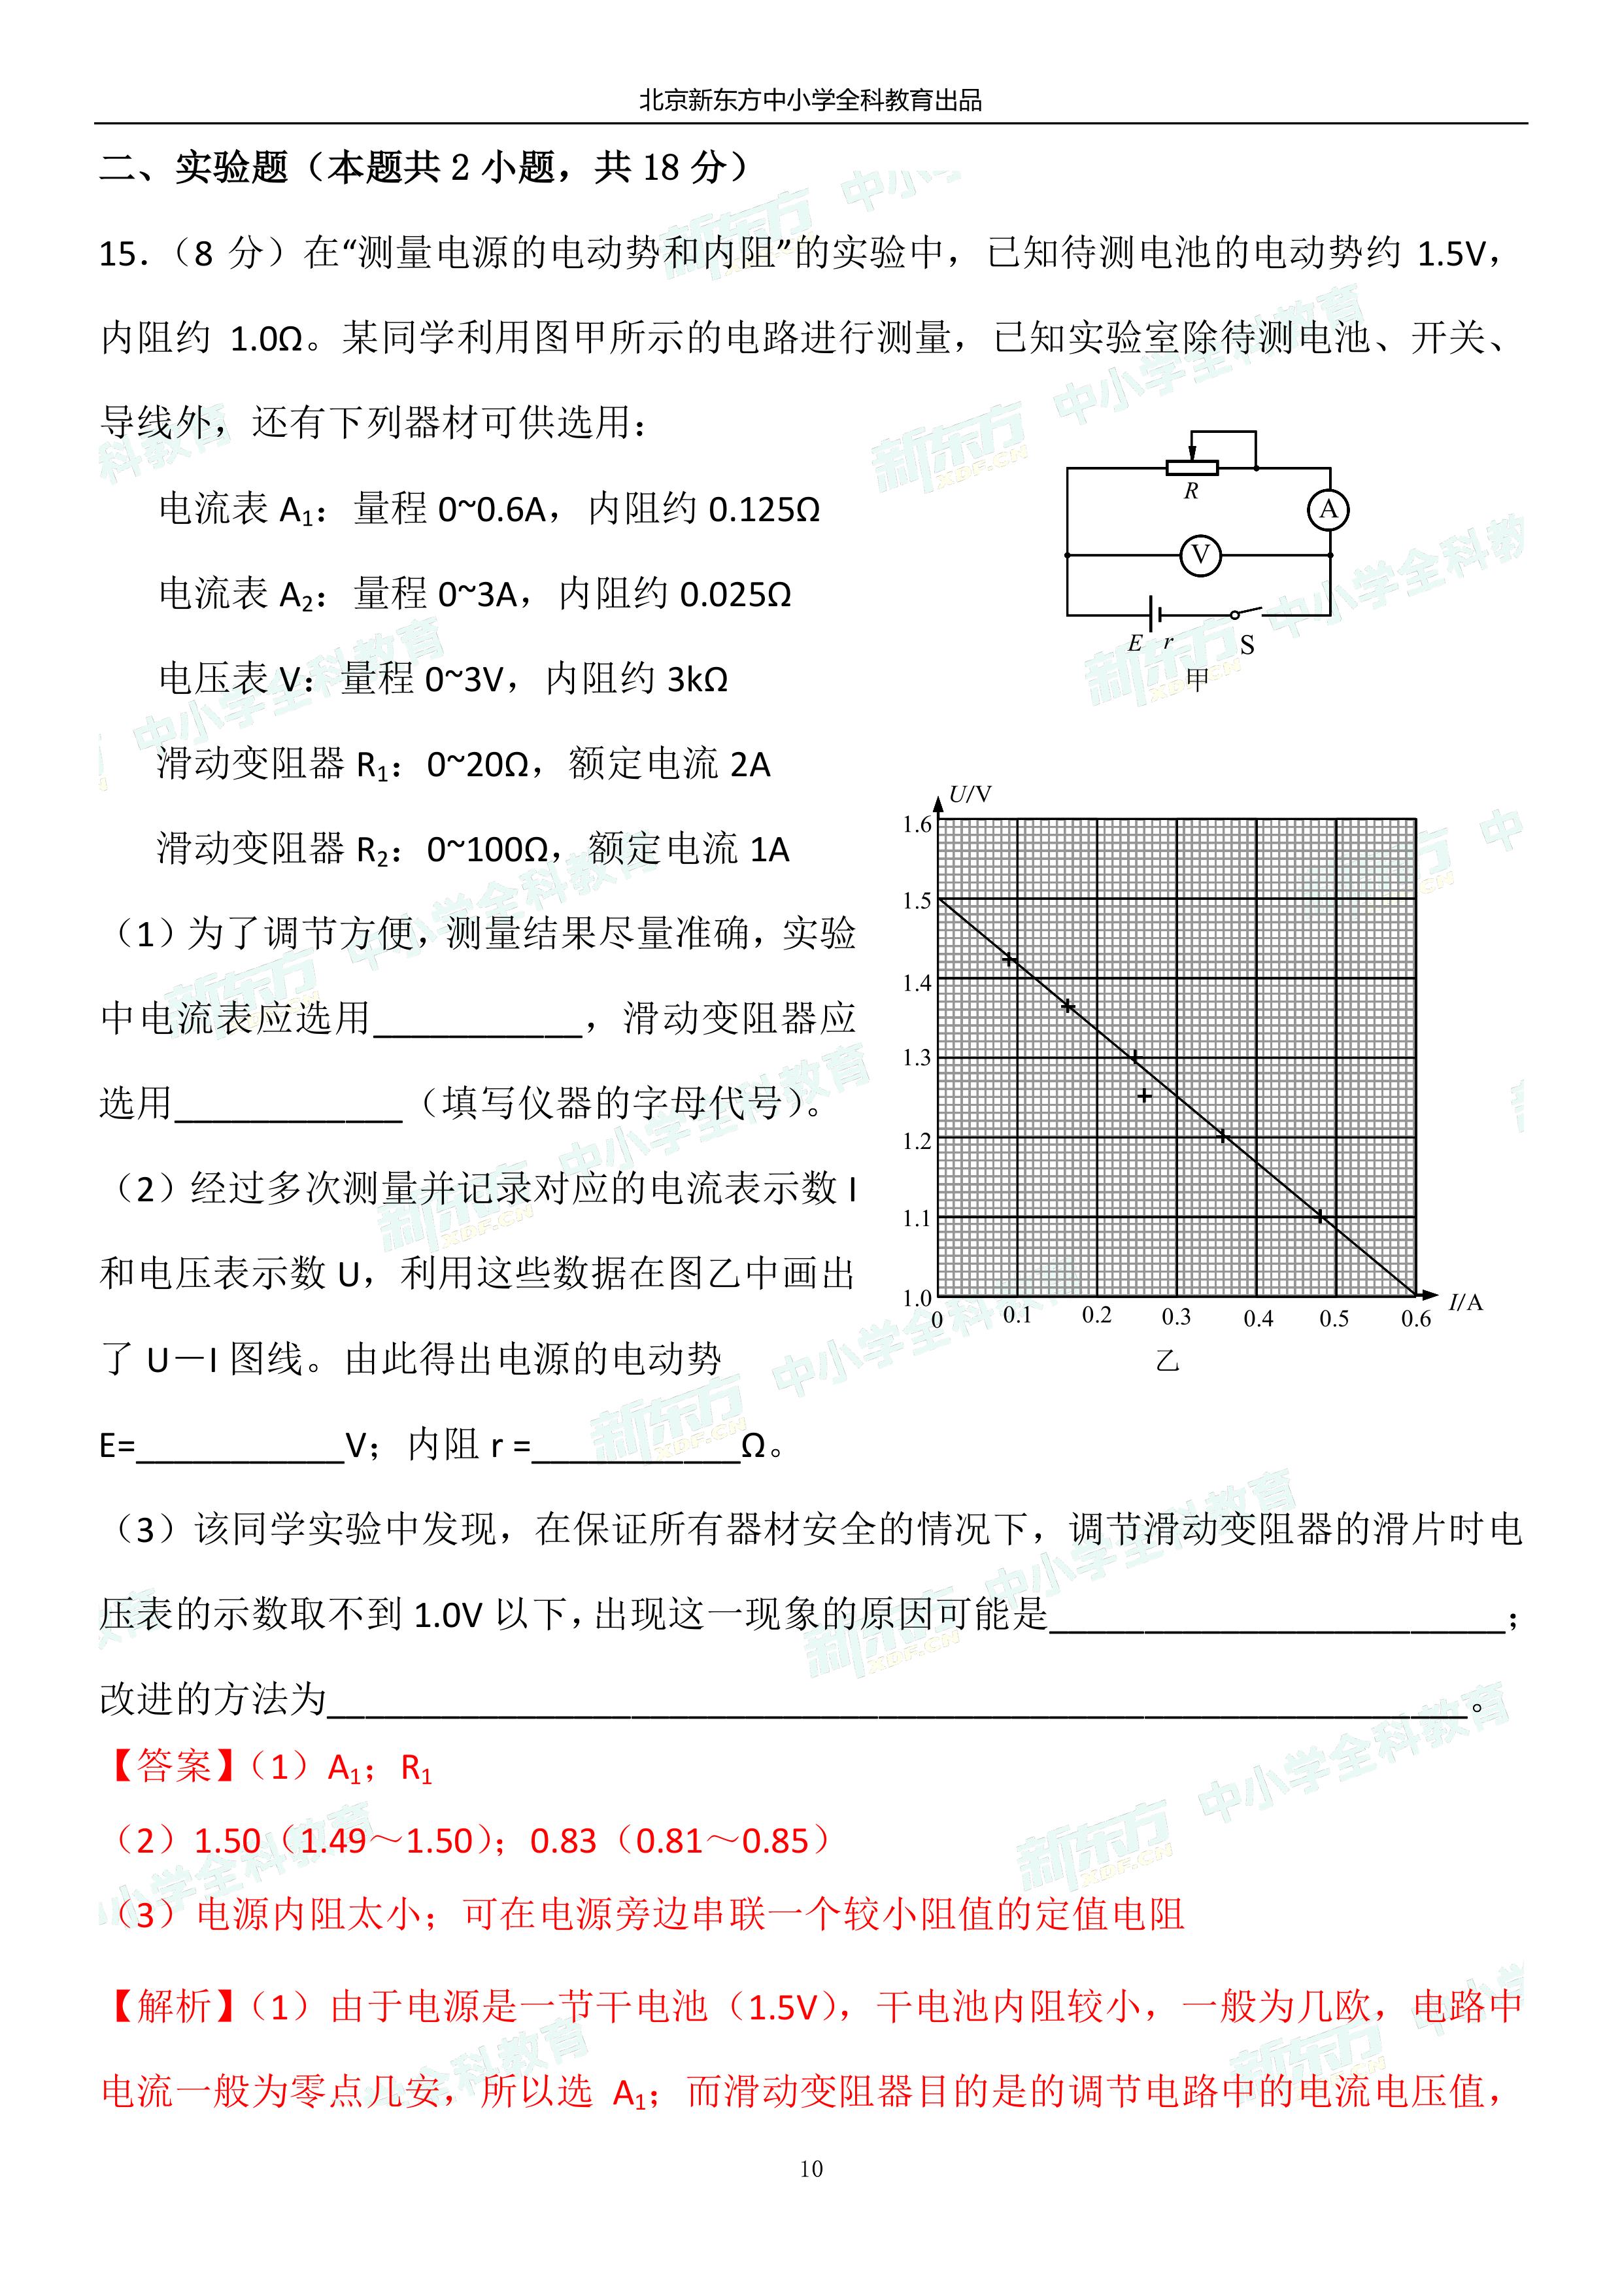 北京新东方中小学全科教育出品
二、实验题（本题共 2 小题，共 18 分）
15．（8 分）在“测量电源的电动势和内阻”的实验中，已知待测电池的电动势约 1.5V，
内阻约 1.0Ω。某同学利用图甲所示的电路进行测量，已知实验室除待测电池、开关、
导线外，还有下列器材可供选用：
电流表 A₁：量程 0~0.6A，内阻约 0.125Ω
电流表 A₂：量程 0~3A，内阻约 0.025Ω
电压表 V：量程 0~3V，内阻约 3kΩ
滑动变阻器 R₁：0~20Ω，额定电流 2A
滑动变阻器 R₂：0~100Ω，额定电流 1A
R
A
V
E r S
甲
（1）为了调节方便，测量结果尽量准确，实验
中电流表应选用___________，滑动变阻器应
选用____________（填写仪器的字母代号）。
（2）经过多次测量并记录对应的电流表示数 I
和电压表示数 U，利用这些数据在图乙中画出
了 U－I 图线。由此得出电源的电动势
E=___________V；内阻 r =___________Ω。
U/V
1.6
1.5
1.4
1.3
1.2
1.1
1.0
0 0.1 0.2 0.3 0.4 0.5 0.6 I/A
乙
（3）该同学实验中发现，在保证所有器材安全的情况下，调节滑动变阻器的滑片时电
压表的示数取不到 1.0V 以下，出现这一现象的原因可能是________________________；
改进的方法为____________________________________________________________。
【答案】（1）A₁；R₁
（2）1.50（1.49～1.50）；0.83（0.81～0.85）
（3）电源内阻太小；可在电源旁边串联一个较小阻值的定值电阻
【解析】（1）由于电源是一节干电池（1.5V），干电池内阻较小，一般为几欧，电路中
电流一般为零点几安，所以选 A₁；而滑动变阻器目的是的调节电路中的电流电压值，
10
新东方 XDF.CN 中小学全科教育